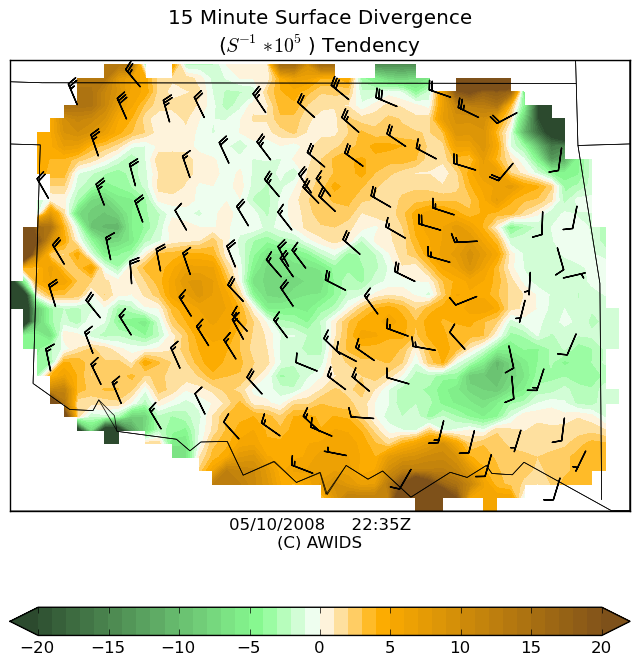 15 Minute Surface Divergence
(S⁻¹ * 10⁵ ) Tendency
05/10/2008 22:35Z
(C) AWIDS
−20 −15 −10 −5 0 5 10 15 20